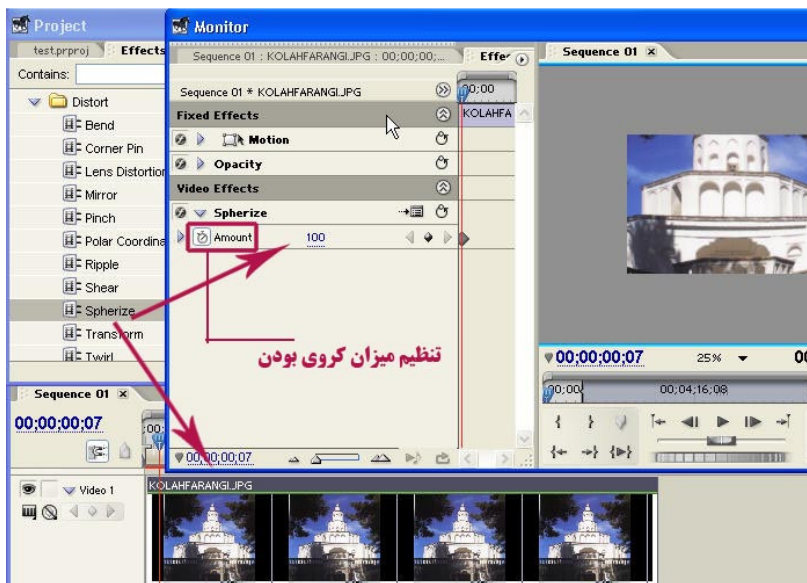 Project
test.prproj
Effects
Contains:
Distort
Bend
Corner Pin
Lens Distortion
Mirror
Pinch
Polar Coordina
Ripple
Shear
Spherize
Transform
Twirl
Monitor
Sequence 01 : KOLAHFARANGI.JPG : 00;00;00;...
Effe
Sequence 01 * KOLAHFARANGI.JPG
00;00
Fixed Effects
KOLAHFA
Motion
Opacity
Video Effects
Spherize
Amount
100
تنظیم میزان کروی بودن
00;00;00;07
Sequence 01
00;00;00;07
25%
00
00;00
00;04;16;08
Sequence 01
00;00;00;07
;00;
Video 1
KOLAHFARANGI.JPG